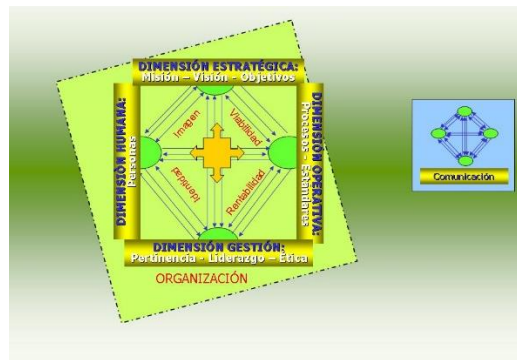 DIMENSIÓN ESTRATÉGICA:
Misión – Visión - Objetivos
DIMENSIÓN HUMANA:
Personas
Imagen
Viabilidad
DIMENSIÓN OPERATIVA:
Procesos - Estándares
Identidad
Rentabilidad
DIMENSIÓN GESTIÓN:
Pertinencia - Liderazgo – Ética
ORGANIZACIÓN
Comunicación